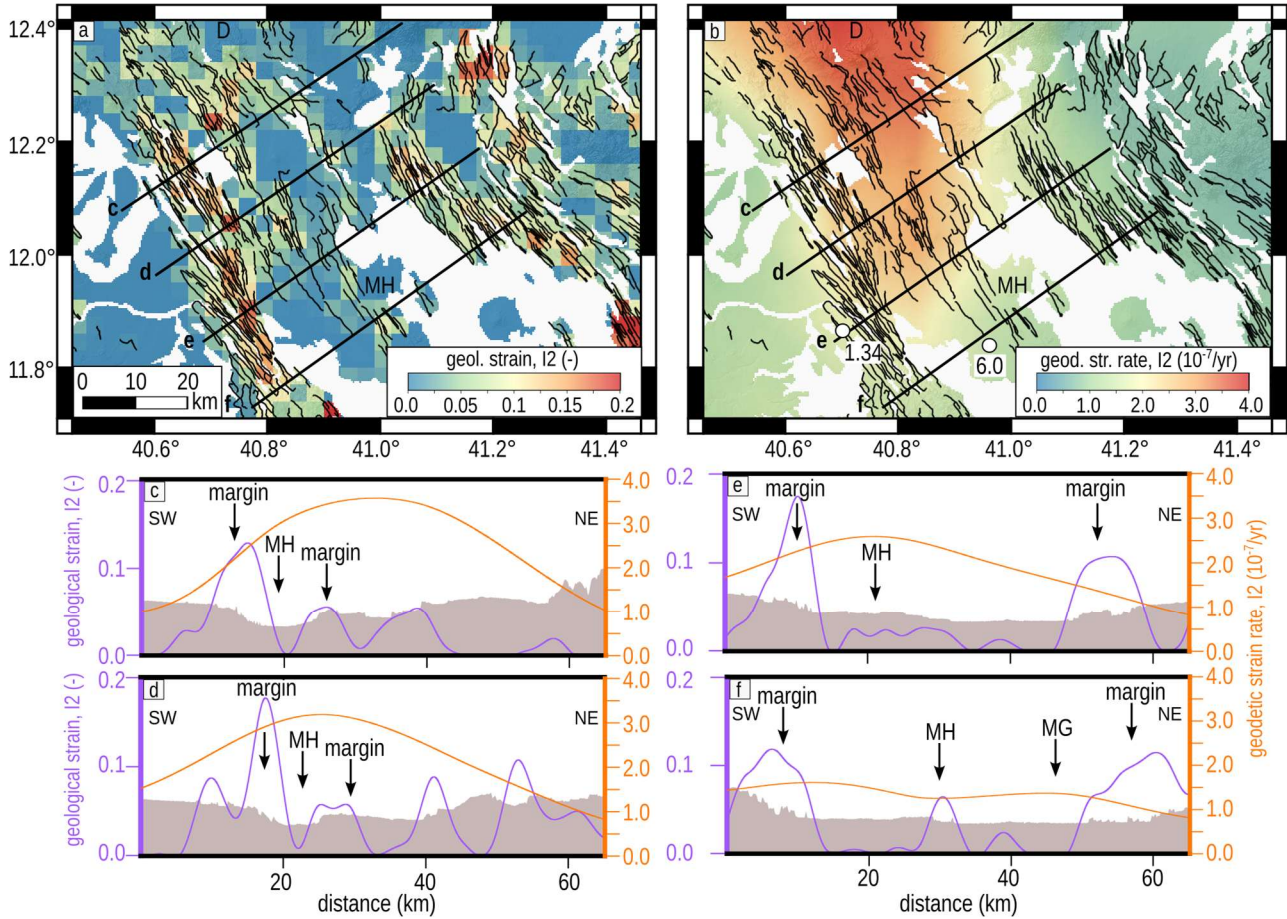 a
D
12.4°
12.2°
12.0°
11.8°
c
d
e
f
MH
0 10 20
km
geol. strain, I2 (-)
0.0 0.05 0.1 0.15 0.2
40.6° 40.8° 41.0° 41.2° 41.4°
b
D
c
d
e
f
MH
1.34
6.0
geod. str. rate, I2 (10⁻⁷/yr)
0.0 1.0 2.0 3.0 4.0
40.6° 40.8° 41.0° 41.2° 41.4°
c
SW
NE
margin
MH
margin
geological strain, I2 (-)
0.2
0.1
0.0
4.0
3.0
2.0
1.0
0.0
20 40 60
d
SW
NE
margin
MH
margin
geological strain, I2 (-)
0.2
0.1
0.0
4.0
3.0
2.0
1.0
0.0
20 40 60
distance (km)
e
SW
NE
margin
MH
margin
0.2
0.1
0.0
4.0
3.0
2.0
1.0
0.0
20 40 60
f
SW
NE
margin
MH
MG
margin
0.2
0.1
0.0
4.0
3.0
2.0
1.0
0.0
20 40 60
distance (km)
geodetic strain rate, I2 (10⁻⁷/yr)